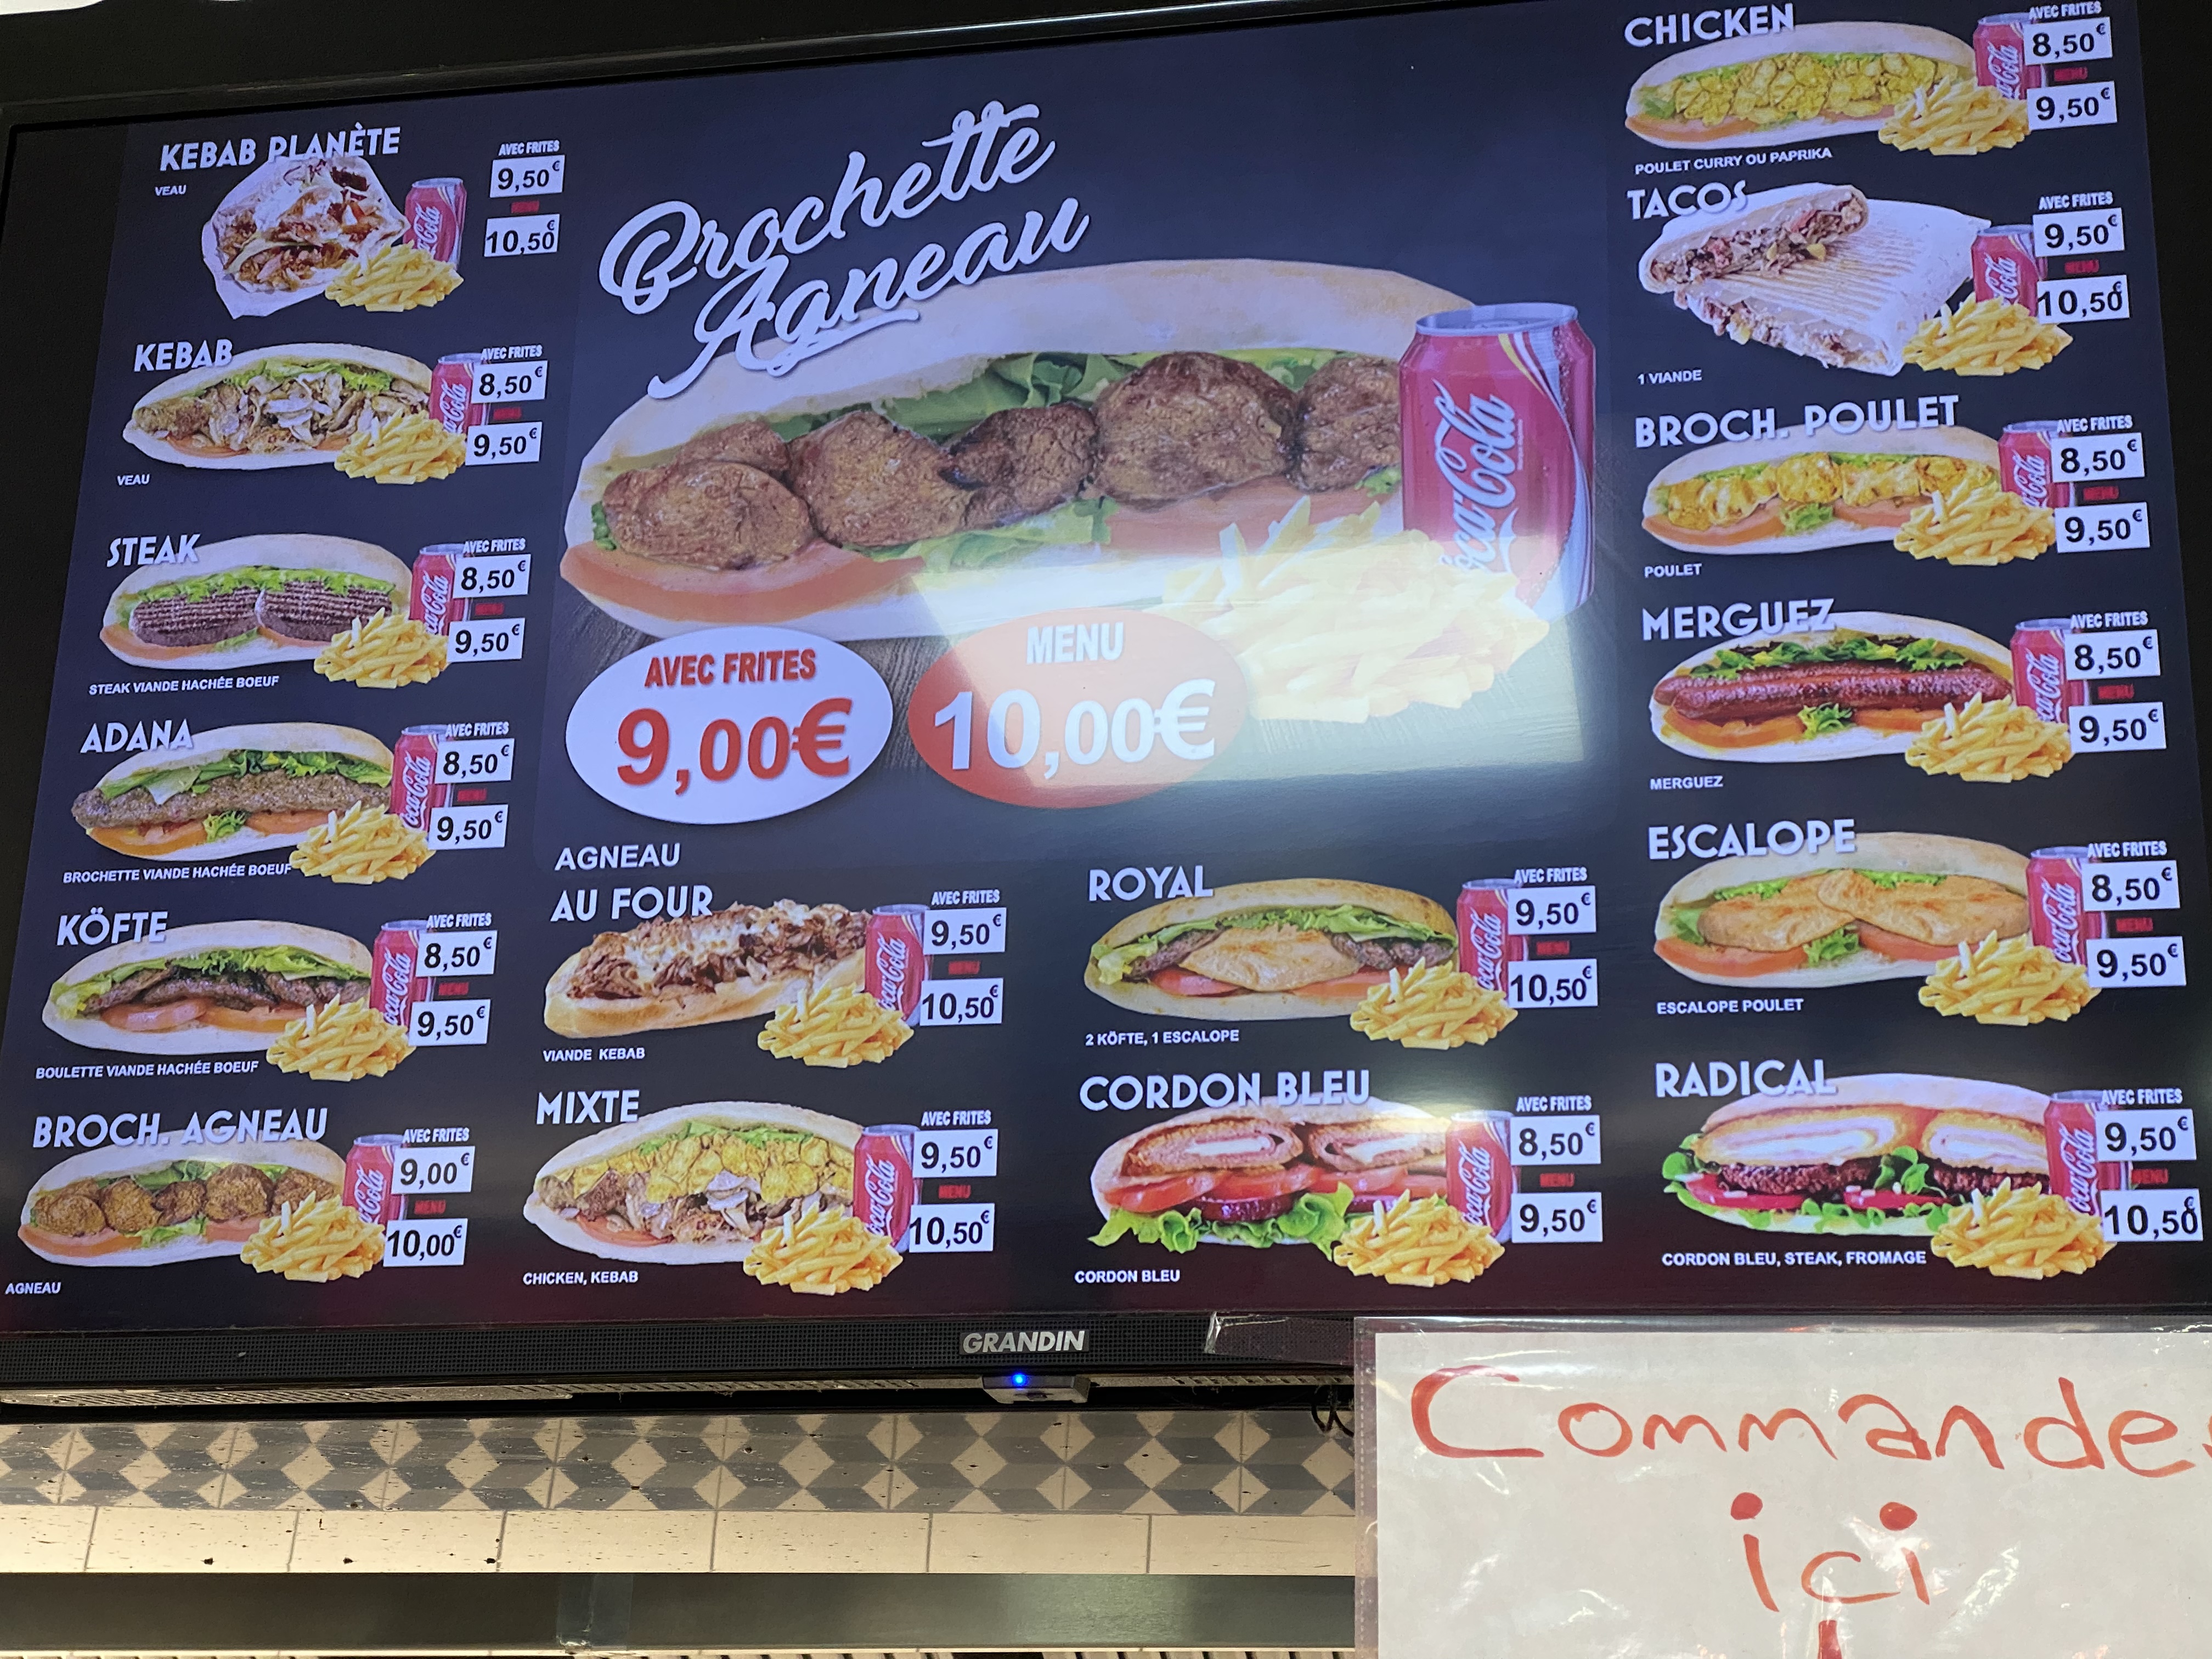 KEBAB PLANÈTE
VEAU
AVEC FRITES
9,50€
MENU
10,50€
KEBAB
AVEC FRITES
8,50€
MENU
9,50€
VEAU
STEAK
AVEC FRITES
8,50€
MENU
9,50€
STEAK VIANDE HACHÉE BOEUF
ADANA
AVEC FRITES
8,50€
MENU
9,50€
BROCHETTE VIANDE HACHÉE BOEUF
KÖFTE
AVEC FRITES
8,50€
MENU
9,50€
BOULETTE VIANDE HACHÉE BOEUF
BROCH. AGNEAU
AVEC FRITES
9,00€
MENU
10,00€
AGNEAU
Brochette
Agneau
Coca-Cola
AVEC FRITES
9,00€
MENU
10,00€
AGNEAU
AU FOUR
AVEC FRITES
9,50€
MENU
10,50€
VIANDE KEBAB
MIXTE
AVEC FRITES
9,50€
MENU
10,50€
CHICKEN, KEBAB
ROYAL
AVEC FRITES
9,50€
MENU
10,50€
2 KÖFTE, 1 ESCALOPE
CORDON BLEU
AVEC FRITES
8,50€
MENU
9,50€
CORDON BLEU
CHICKEN
AVEC FRITES
8,50€
MENU
9,50€
POULET CURRY OU PAPRIKA
TACOS
AVEC FRITES
9,50€
MENU
10,50€
1 VIANDE
BROCH. POULET
AVEC FRITES
8,50€
MENU
9,50€
POULET
MERGUEZ
AVEC FRITES
8,50€
MENU
9,50€
MERGUEZ
ESCALOPE
AVEC FRITES
8,50€
MENU
9,50€
ESCALOPE POULET
RADICAL
AVEC FRITES
9,50€
MENU
10,50€
CORDON BLEU, STEAK, FROMAGE
GRANDIN
Commande
ici